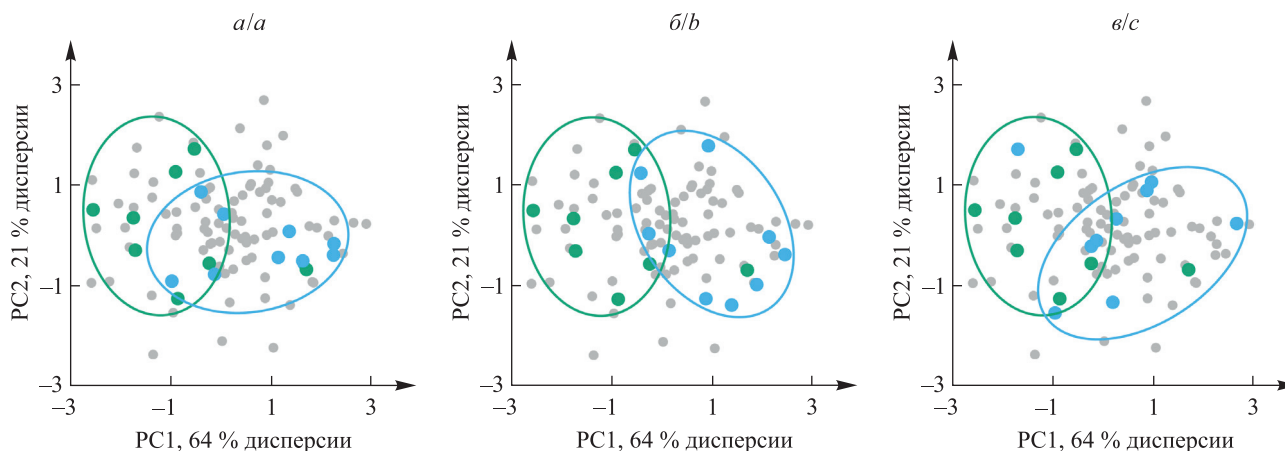 а/a
PC2, 21 % дисперсии
3
1
–1
–3
–3
–1
1
3
PC1, 64 % дисперсии
б/b
PC2, 21 % дисперсии
3
1
–1
–3
–3
–1
1
3
PC1, 64 % дисперсии
в/c
PC2, 21 % дисперсии
3
1
–1
–3
–3
–1
1
3
PC1, 64 % дисперсии